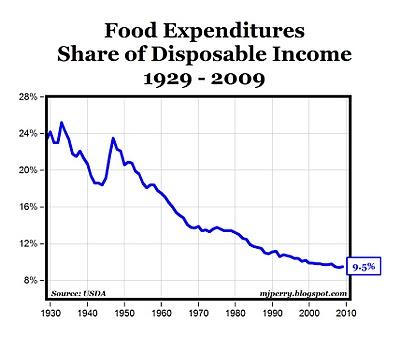 Food Expenditures
Share of Disposable Income
1929 - 2009
28%
24%
20%
16%
12%
8%
9.5%
Source: USDA
mjperry.blogspot.com
1930 1940 1950 1960 1970 1980 1990 2000 2010